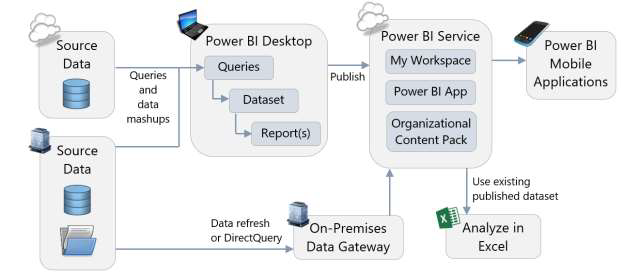 Source
Data
Queries
and
data
mashups
Source
Data
Power BI Desktop
Queries
Dataset
Report(s)
Publish
Power BI Service
My Workspace
Power BI App
Organizational
Content Pack
Power BI
Mobile
Applications
Data refresh
or DirectQuery
On-Premises
Data Gateway
Use existing
published dataset
Analyze in
Excel